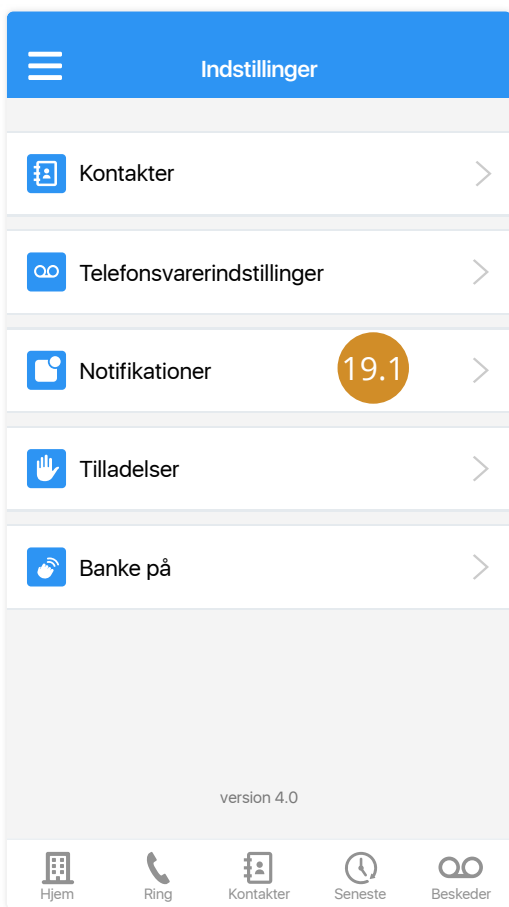 Indstillinger
Kontakter
Telefonsvarerindstillinger
Notifikationer 19.1
Tilladelser
Banke på
version 4.0
Hjem Ring Kontakter Seneste Beskeder